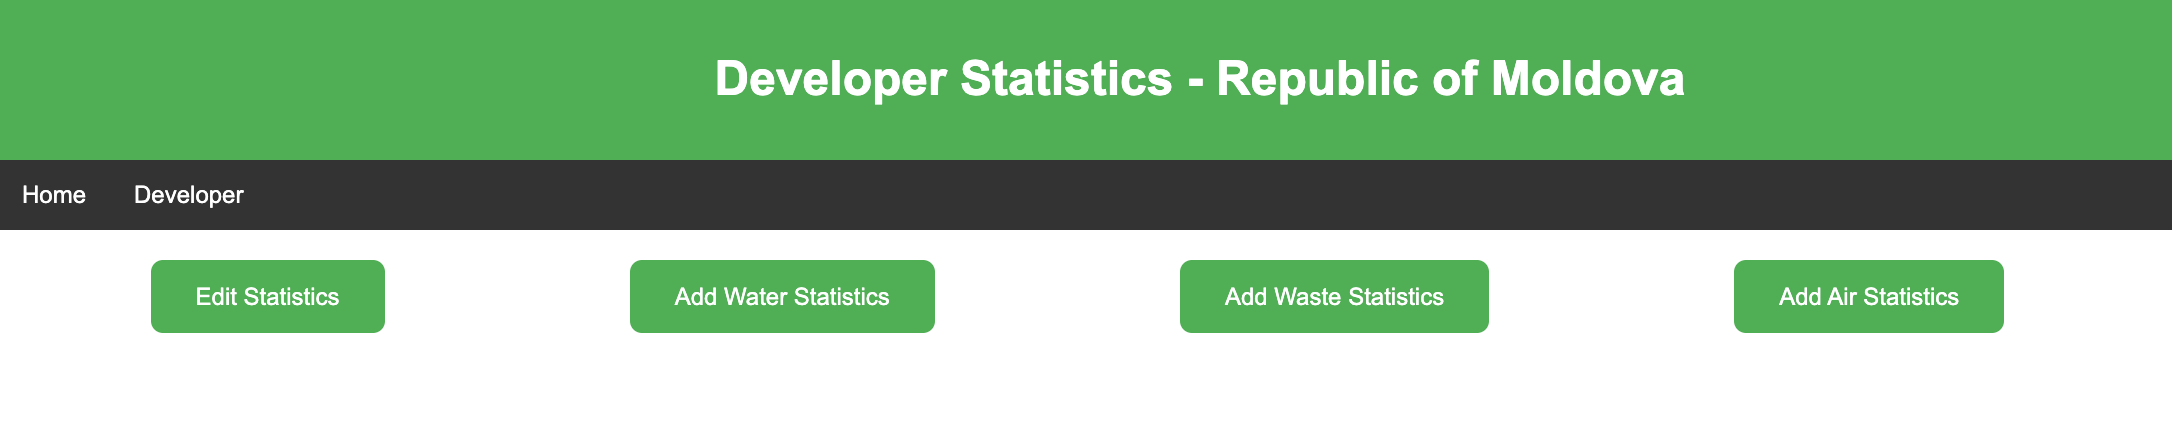 Developer Statistics - Republic of Moldova
Home Developer
Edit Statistics Add Water Statistics Add Waste Statistics Add Air Statistics